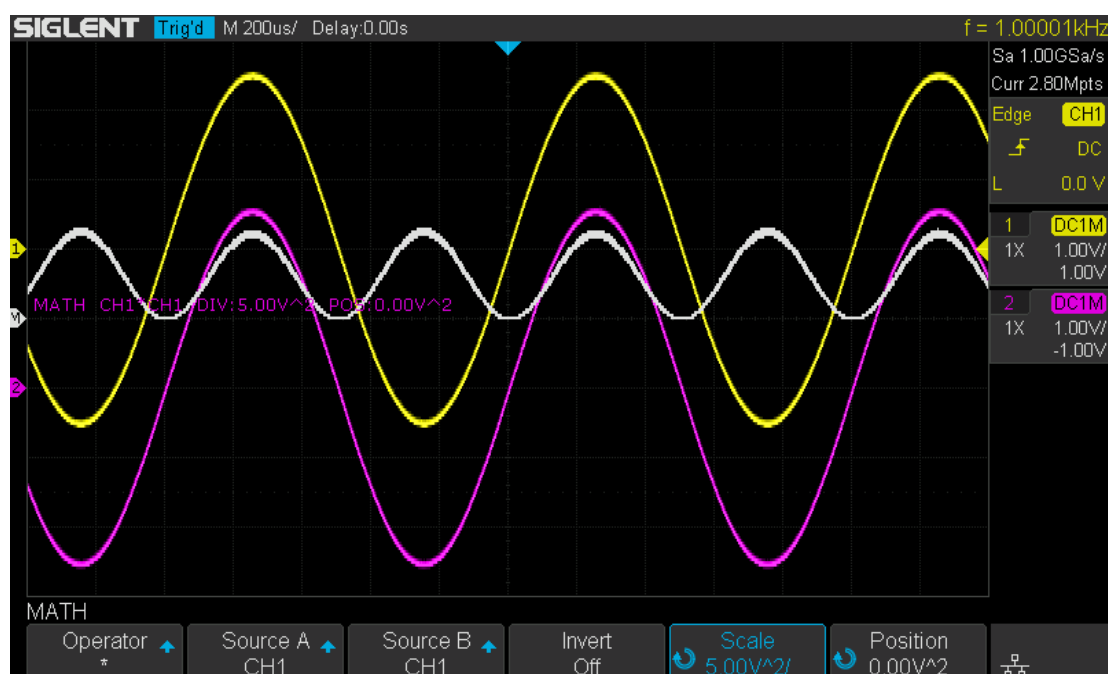 SIGLENT Trig'd M 200us/ Delay:0.00s f = 1.00001kHz
Sa 1.00GSa/s
Curr 2.80Mpts
Edge CH1
DC
L 0.0 V
1 DC1M
1X 1.00V/
1.00V
2 DC1M
1X 1.00V/
-1.00V
1
MATH CH1*CH1 DIV:5.00V^2 POS:0.00V^2
M
2
MATH
Operator Source A Source B Invert Scale Position
* CH1 CH1 Off 5.00V^2/ 0.00V^2